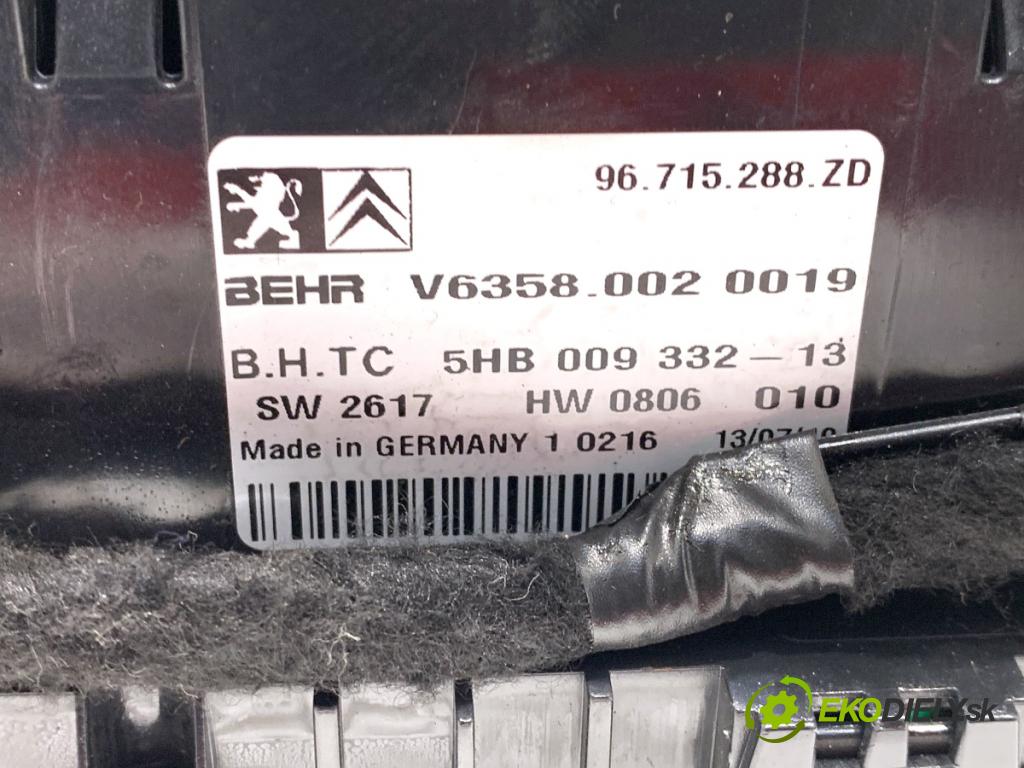 96.715.288.ZD
BEHR V6358.002 0019
B.H.TC 5HB 009 332-13
SW 2617 HW 0806 010
Made in GERMANY 1 0216
EKODIELY.sk